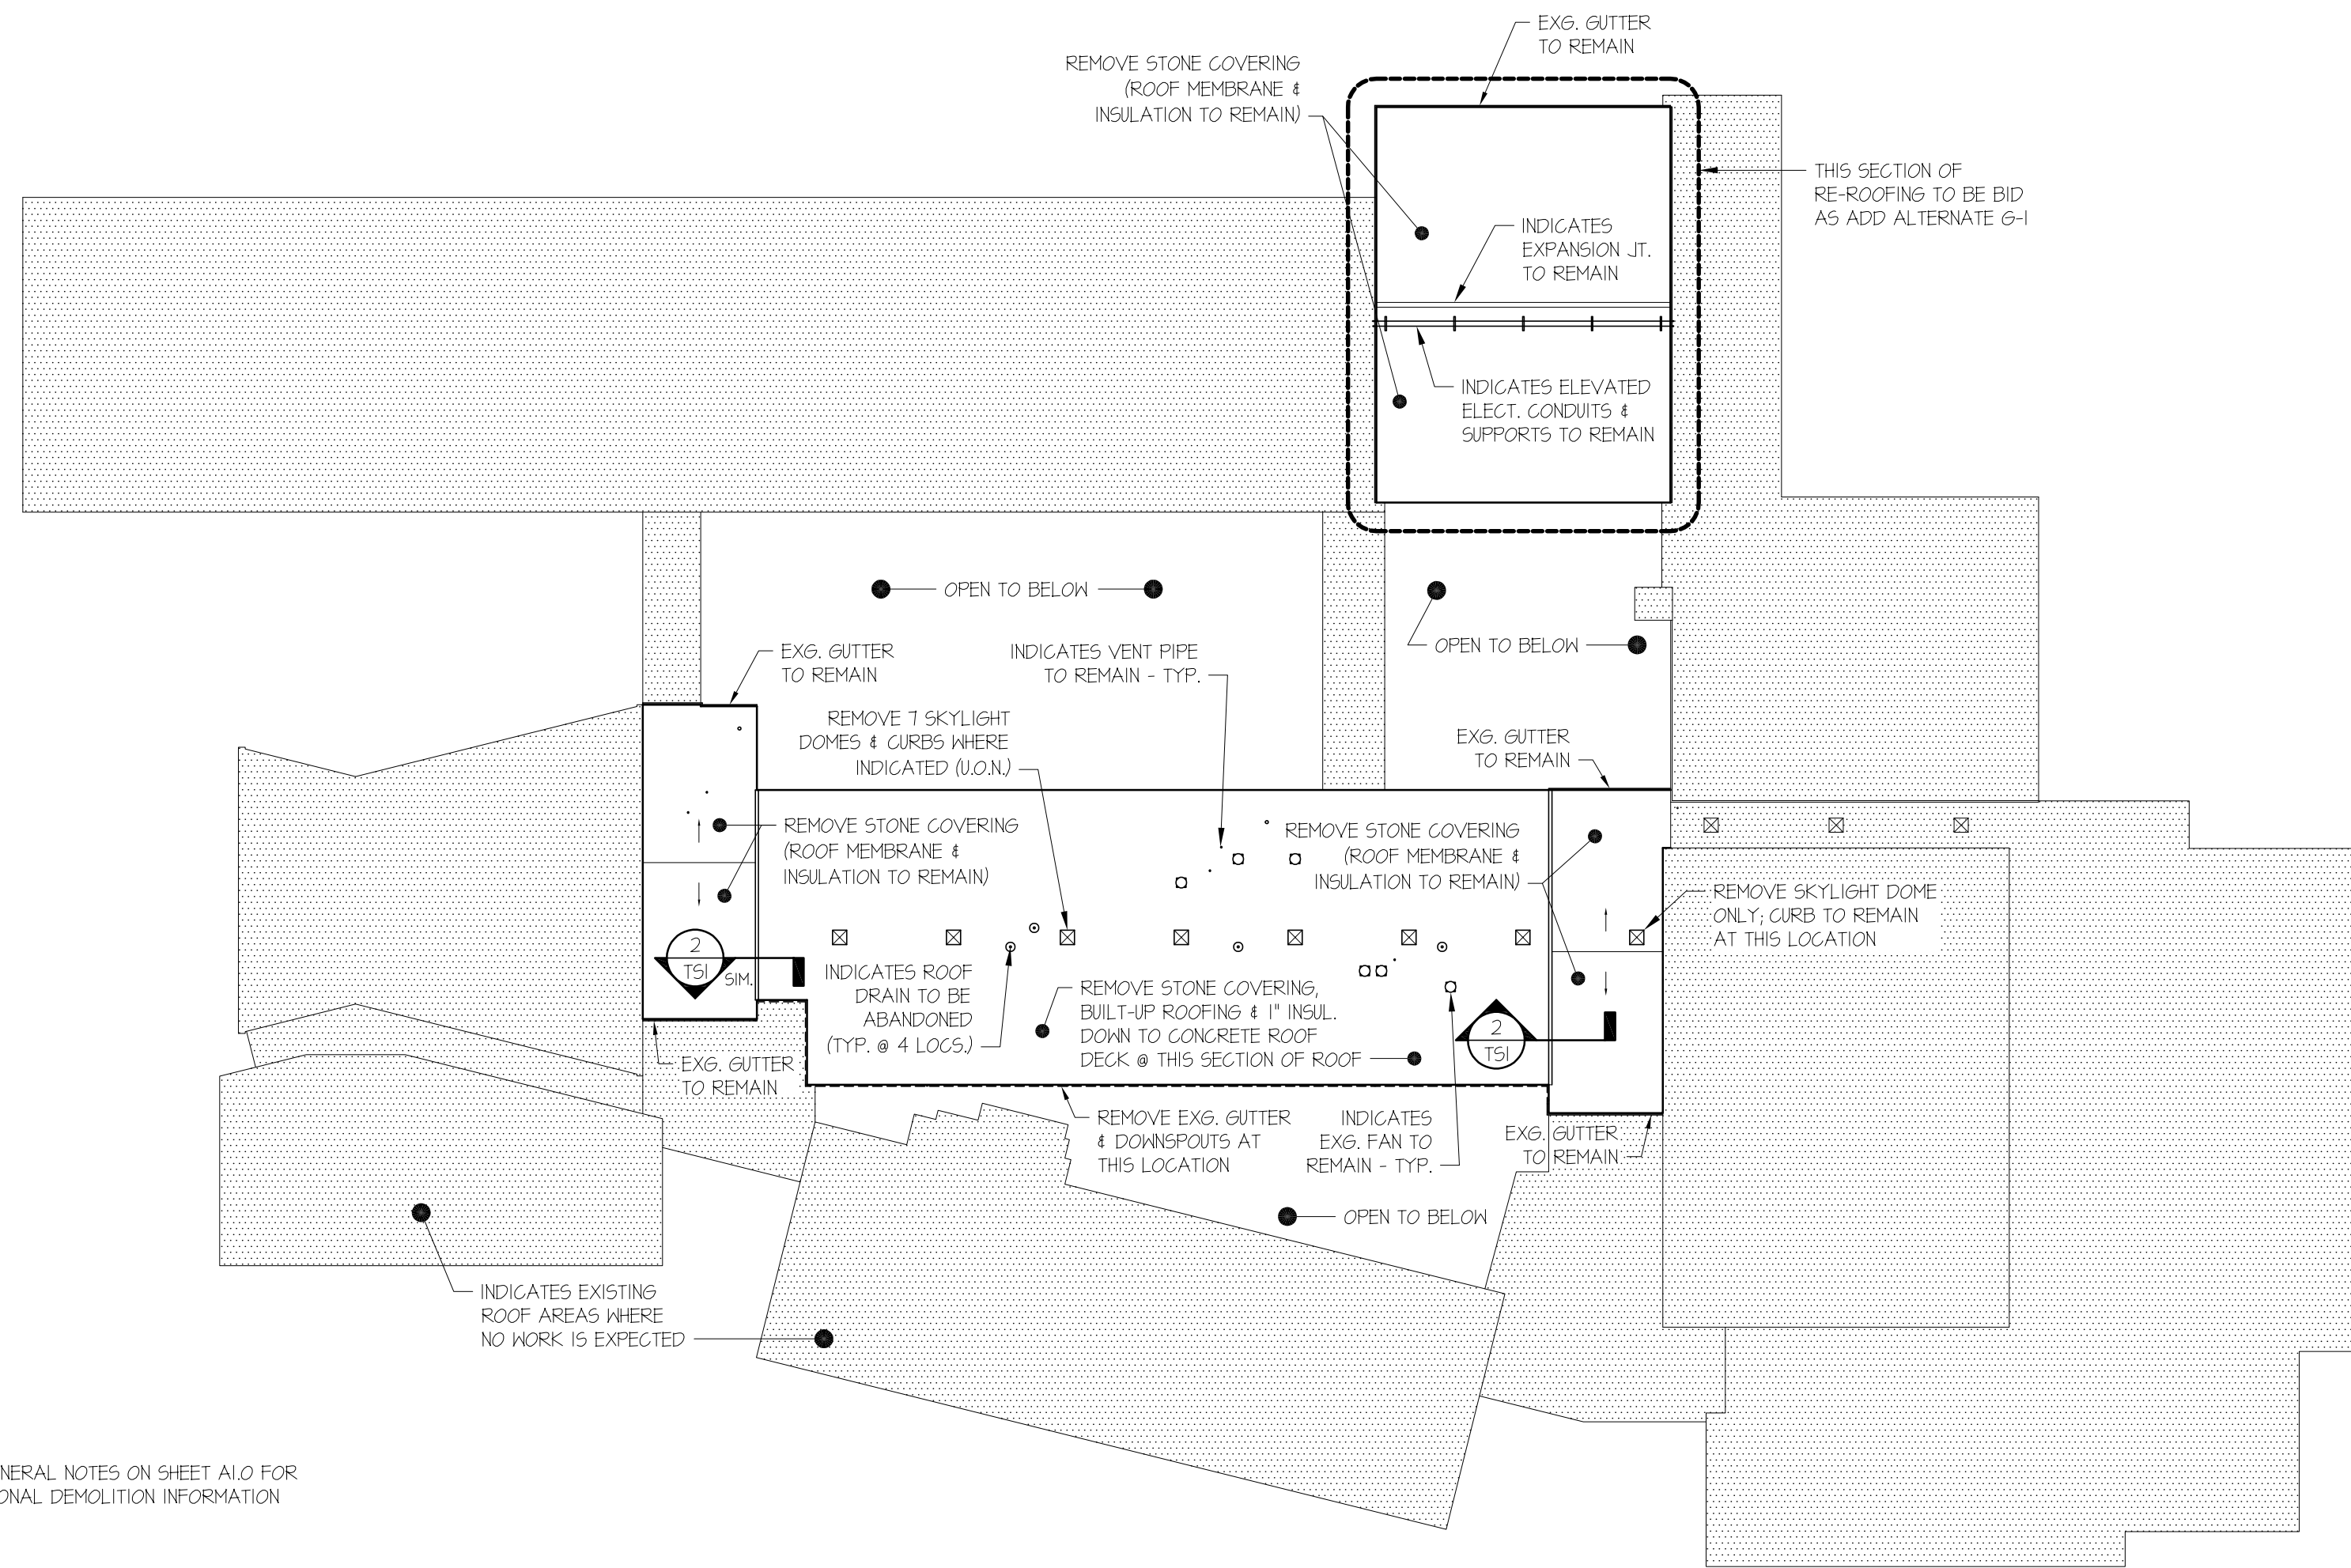 EXG. GUTTER
TO REMAIN
REMOVE STONE COVERING
(ROOF MEMBRANE &
INSULATION TO REMAIN)
THIS SECTION OF
RE-ROOFING TO BE BID
AS ADD ALTERNATE G-1
INDICATES
EXPANSION JT.
TO REMAIN
INDICATES ELEVATED
ELECT. CONDUITS &
SUPPORTS TO REMAIN
OPEN TO BELOW
OPEN TO BELOW
EXG. GUTTER
TO REMAIN
INDICATES VENT PIPE
TO REMAIN - TYP.
REMOVE 7 SKYLIGHT
DOMES & CURBS WHERE
INDICATED (U.O.N.)
EXG. GUTTER
TO REMAIN
REMOVE STONE COVERING
(ROOF MEMBRANE &
INSULATION TO REMAIN)
REMOVE STONE COVERING
(ROOF MEMBRANE &
INSULATION TO REMAIN)
REMOVE SKYLIGHT DOME
ONLY; CURB TO REMAIN
AT THIS LOCATION
2
TS1
SIM.
INDICATES ROOF
DRAIN TO BE
ABANDONED
(TYP. @ 4 LOCS.)
REMOVE STONE COVERING,
BUILT-UP ROOFING & 1" INSUL.
DOWN TO CONCRETE ROOF
DECK @ THIS SECTION OF ROOF
2
TS1
EXG. GUTTER
TO REMAIN
REMOVE EXG. GUTTER
& DOWNSPOUTS AT
THIS LOCATION
INDICATES
EXG. FAN TO
REMAIN - TYP.
EXG. GUTTER
TO REMAIN
OPEN TO BELOW
INDICATES EXISTING
ROOF AREAS WHERE
NO WORK IS EXPECTED
NERAL NOTES ON SHEET A1.0 FOR
ONAL DEMOLITION INFORMATION